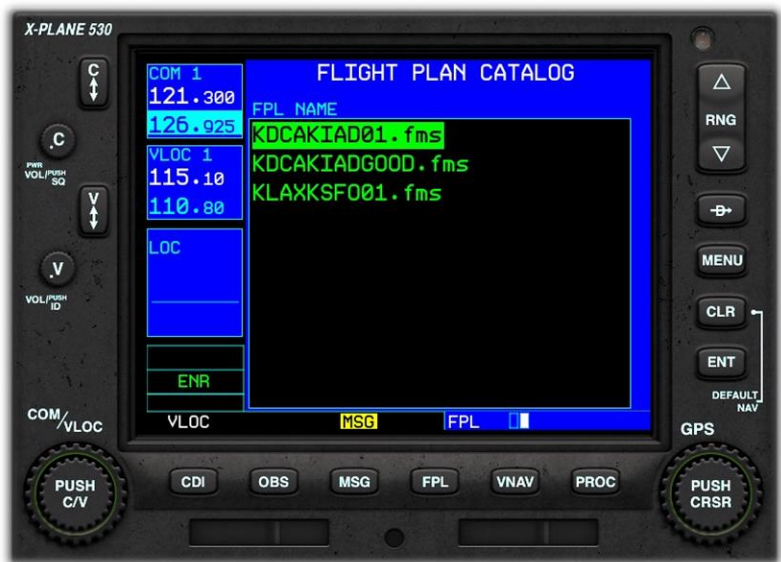 X-PLANE 530
C
.C
PWR
VOL/PUSH SQ
V
.V
VOL/PUSH ID
COM/VLOC
PUSH C/V
COM 1
121.300
126.925
VLOC 1
115.10
110.80
LOC
ENR
VLOC
FLIGHT PLAN CATALOG
FPL NAME
KDCAKIAD01.fms
KDCAKIADGOOD.fms
KLAXKSFO01.fms
MSG
FPL
RNG
D
MENU
CLR
ENT
DEFAULT
NAV
GPS
PUSH
CRSR
CDI
OBS
MSG
FPL
VNAV
PROC